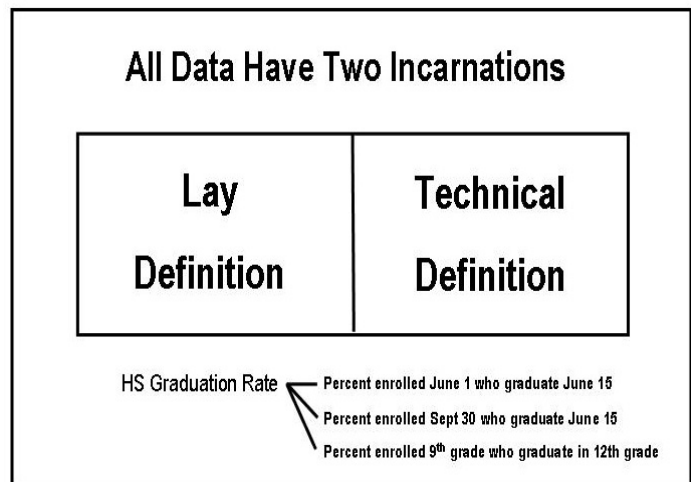 All Data Have Two Incarnations
Lay
Definition
Technical
Definition
HS Graduation Rate
Percent enrolled June 1 who graduate June 15
Percent enrolled Sept 30 who graduate June 15
Percent enrolled 9th grade who graduate in 12th grade